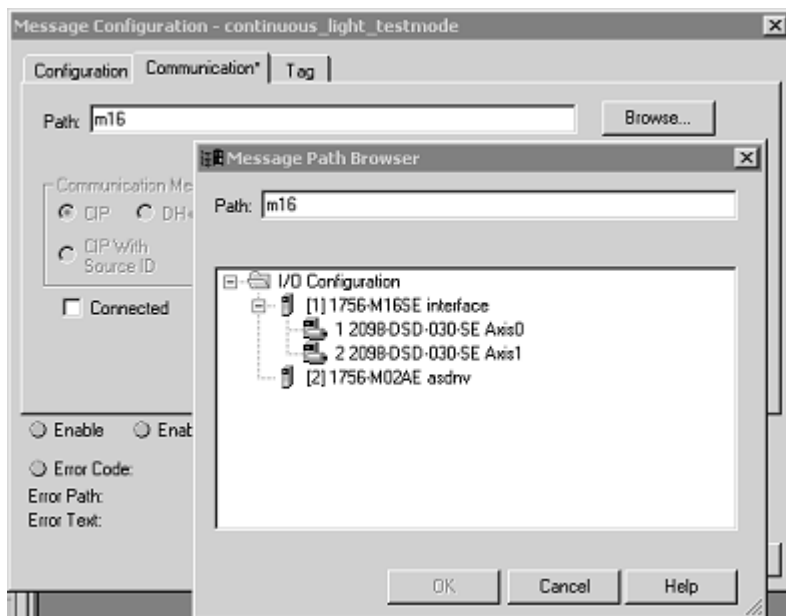 Message Configuration - continuous_light_testmode
Configuration Communication* Tag
Path: m16 Browse...
Message Path Browser
Communication Me
Path: m16
CIP DH+
CIP With
Source ID
I/O Configuration
Connected
[1] 1756-M16SE interface
1 2098-DSD-030-SE Axis0
2 2098-DSD-030-SE Axis1
[2] 1756-M02AE asdnv
Enable Enab
Error Code:
Error Path:
Error Text:
OK Cancel Help